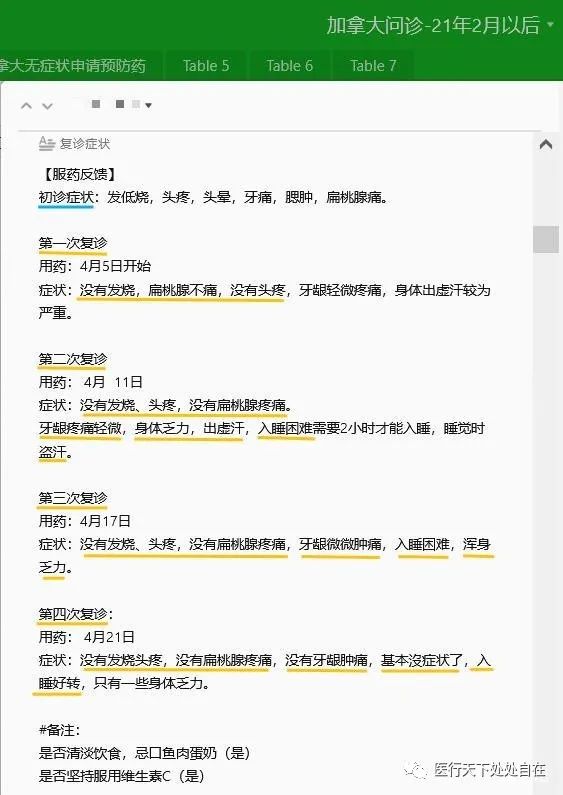 加拿大问诊-21年2月以后
拿大无症状申请预防药 Table 5 Table 6 Table 7
复诊症状
【服药反馈】
初诊症状：发低烧，头疼，头晕，牙痛，腮肿，扁桃腺痛。
第一次复诊
用药：4月5日开始
症状：没有发烧，扁桃腺不痛，没有头疼，牙龈轻微疼痛，身体出虚汗较为
严重。
第二次复诊
用药： 4月 11日
症状：没有发烧、头疼，没有扁桃腺疼痛。
牙龈疼痛轻微，身体乏力，出虚汗，入睡困难需要2小时才能入睡，睡觉时
盗汗。
第三次复诊
用药：4月17日
症状：没有发烧、头疼，没有扁桃腺疼痛，牙龈微微肿痛，入睡困难，浑身
乏力。
第四次复诊：
用药： 4月21日
症状：没有发烧头疼，没有扁桃腺疼痛，没有牙龈肿痛，基本沒症状了，入
睡好转，只有一些身体乏力。
#备注：
是否清淡饮食，忌口鱼肉蛋奶（是）
是否坚持服用维生素C（是）
医行天下处处自在